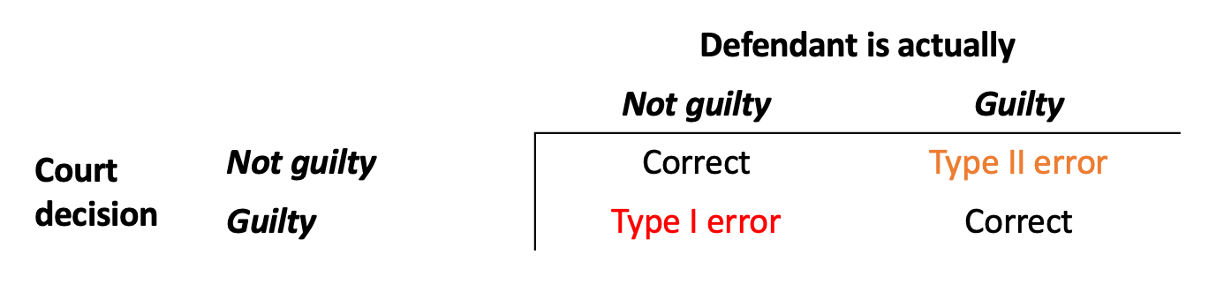 Defendant is actually
Not guilty Guilty
Court decision
Not guilty Correct Type II error
Guilty Type I error Correct